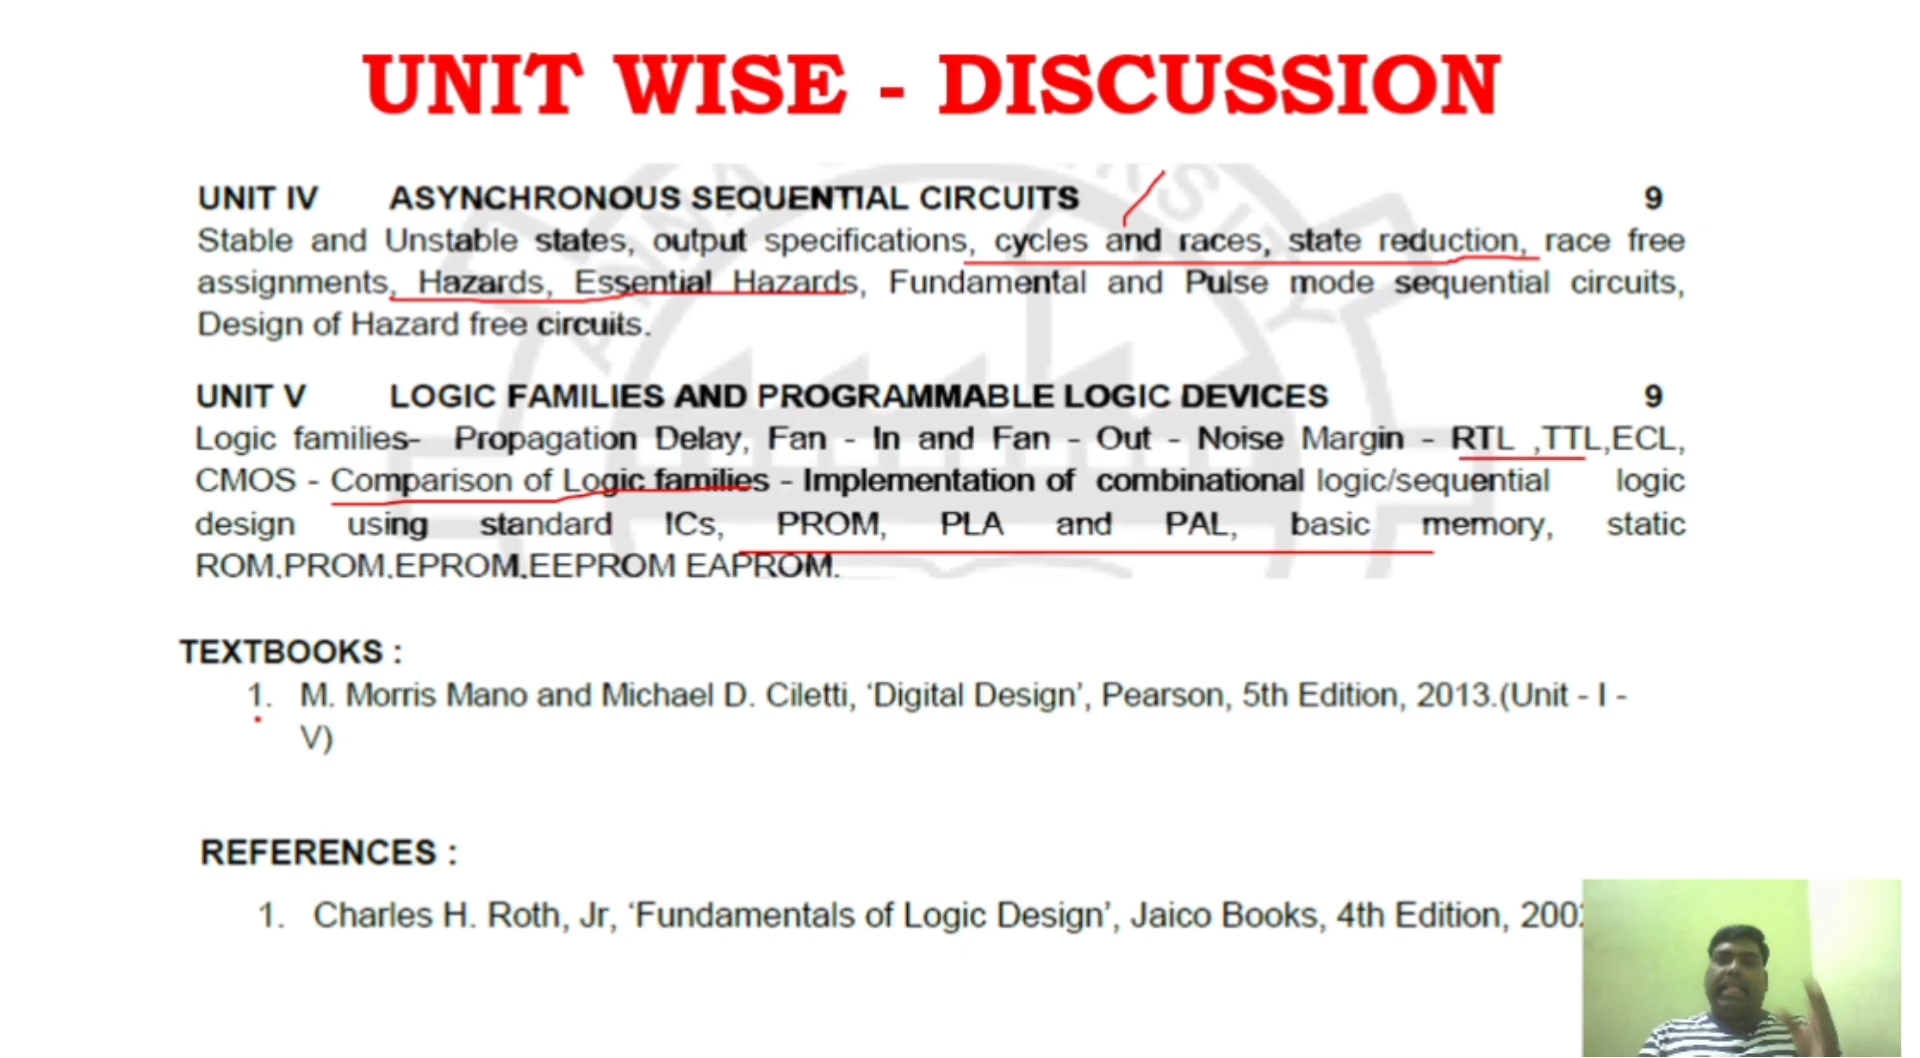 UNIT WISE - DISCUSSION
UNIT IV ASYNCHRONOUS SEQUENTIAL CIRCUITS 9
Stable and Unstable states, output specifications, cycles and races, state reduction, race free
assignments, Hazards, Essential Hazards, Fundamental and Pulse mode sequential circuits,
Design of Hazard free circuits.
UNIT V LOGIC FAMILIES AND PROGRAMMABLE LOGIC DEVICES 9
Logic families- Propagation Delay, Fan - In and Fan - Out - Noise Margin - RTL ,TTL,ECL,
CMOS - Comparison of Logic families - Implementation of combinational logic/sequential logic
design using standard ICs, PROM, PLA and PAL, basic memory, static
ROM,PROM,EPROM,EEPROM EAPROM.
TEXTBOOKS :
1. M. Morris Mano and Michael D. Ciletti, ‘Digital Design’, Pearson, 5th Edition, 2013.(Unit - I -
V)
REFERENCES :
1. Charles H. Roth, Jr, ‘Fundamentals of Logic Design’, Jaico Books, 4th Edition, 2002